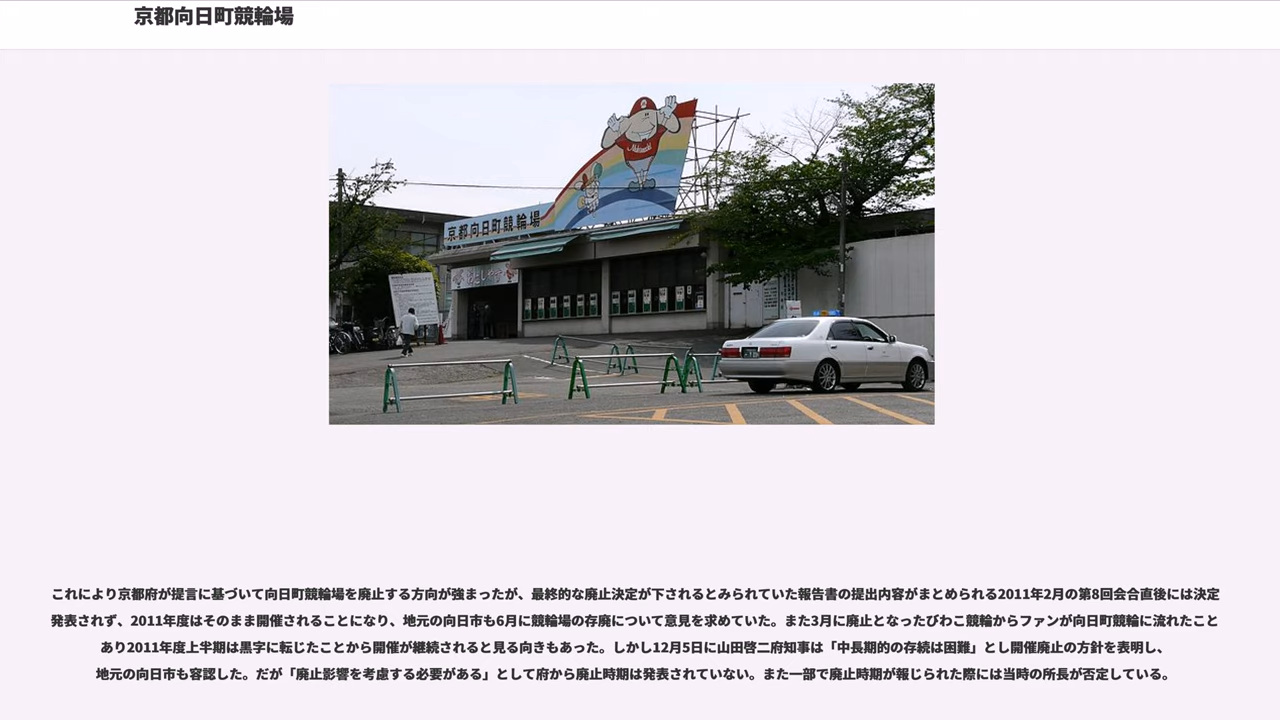 京都向日町競輪場
京都向日町競輪場
これにより京都府が提言に基づいて向日町競輪場を廃止する方向が強まったが、最終的な廃止決定が下されるとみられていた報告書の提出内容がまとめられる2011年2月の第8回会合直後には決定
発表されず、2011年度はそのまま開催されることになり、地元の向日市も6月に競輪場の存廃について意見を求めていた。また3月に廃止となったびわこ競輪からファンが向日町競輪に流れたこと
あり2011年度上半期は黒字に転じたことから開催が継続されると見る向きもあった。しかし12月5日に山田啓二府知事は「中長期的の存続は困難」とし開催廃止の方針を表明し、
地元の向日市も容認した。だが「廃止影響を考慮する必要がある」として府から廃止時期は発表されていない。また一部で廃止時期が報じられた際には当時の所長が否定している。